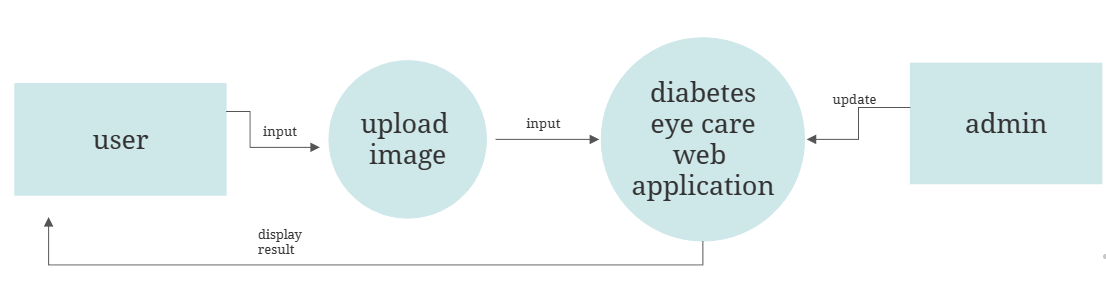 user
input
upload
image
input
diabetes
eye care
web
application
update
admin
display
result